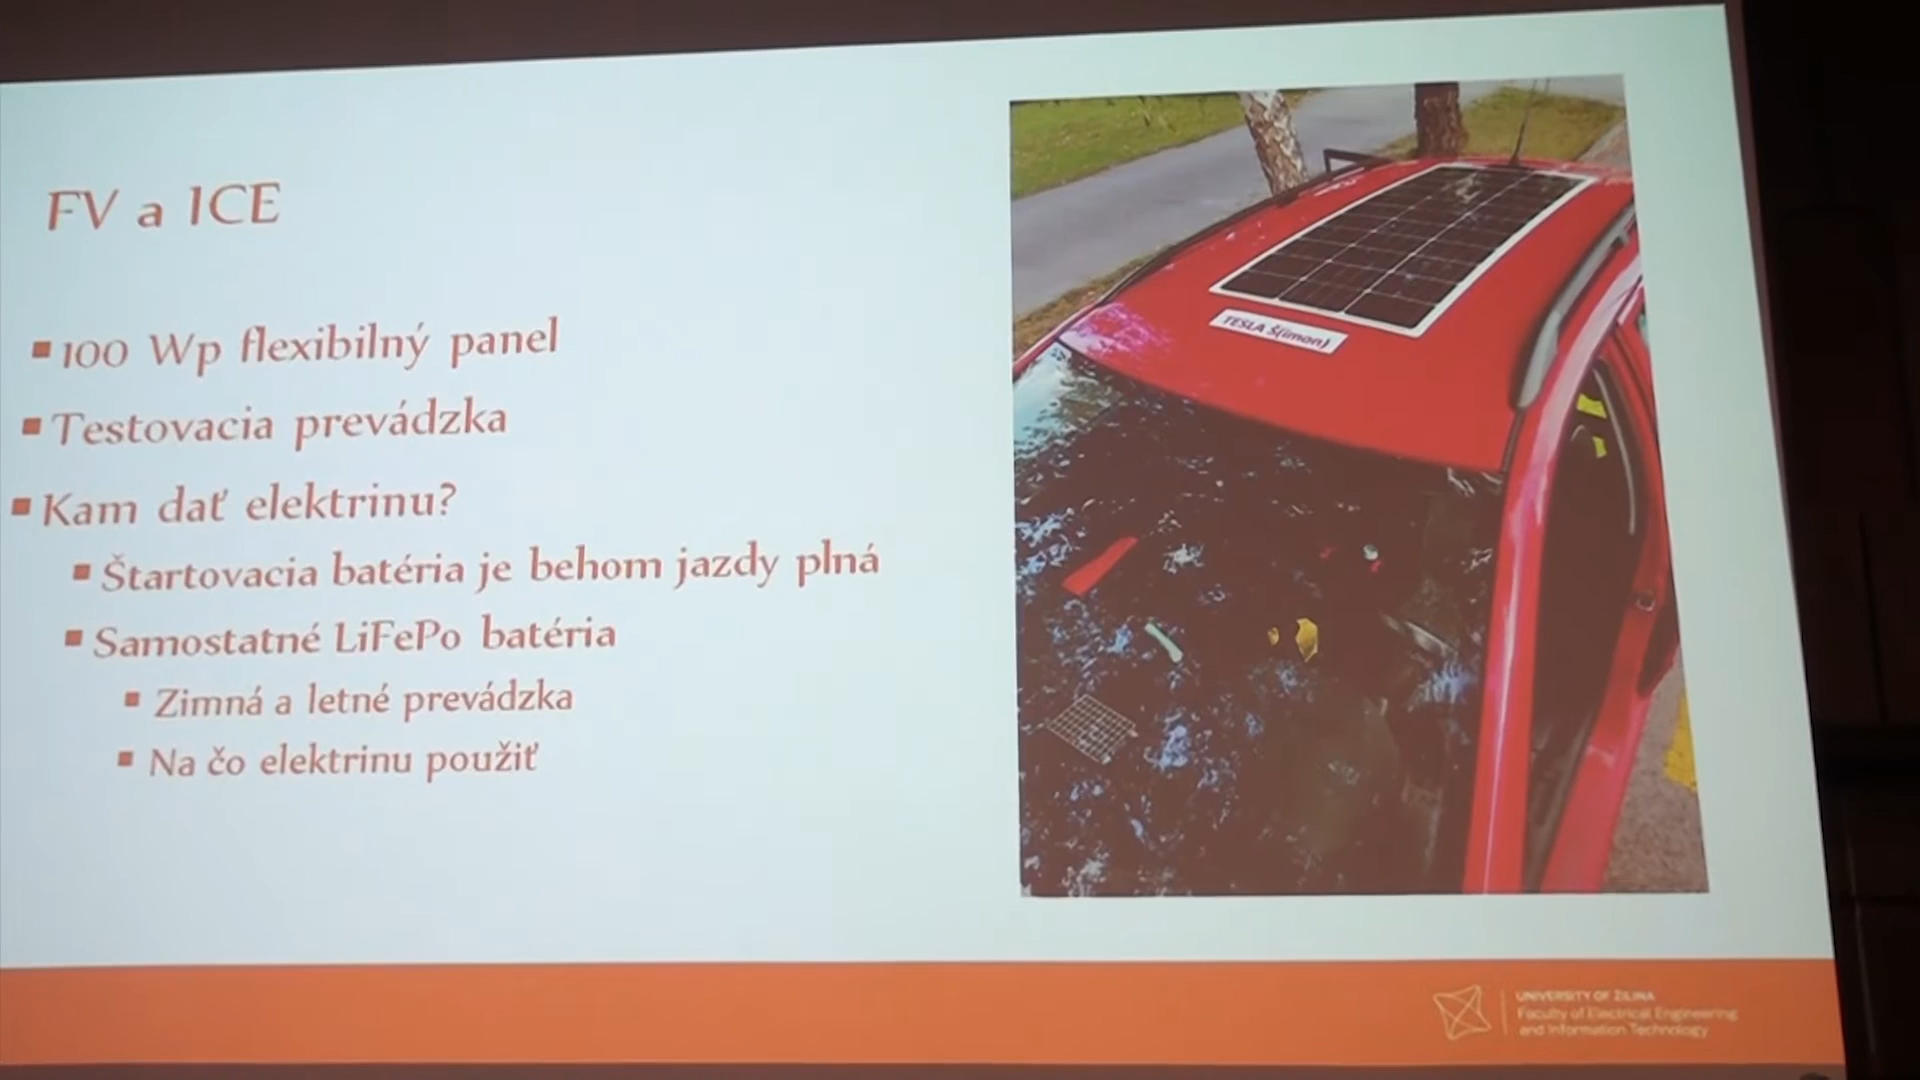 FV a ICE
100 Wp flexibilný panel
Testovacia prevádzka
Kam dať elektrinu?
Štartovacia batéria je behom jazdy plná
Samostatné LiFePo batéria
Zimná a letné prevádzka
Na čo elektrinu použiť
TESLA Š(imon)
UNIVERSITY OF ŽILINA
Faculty of Electrical Engineering
and Information Technology